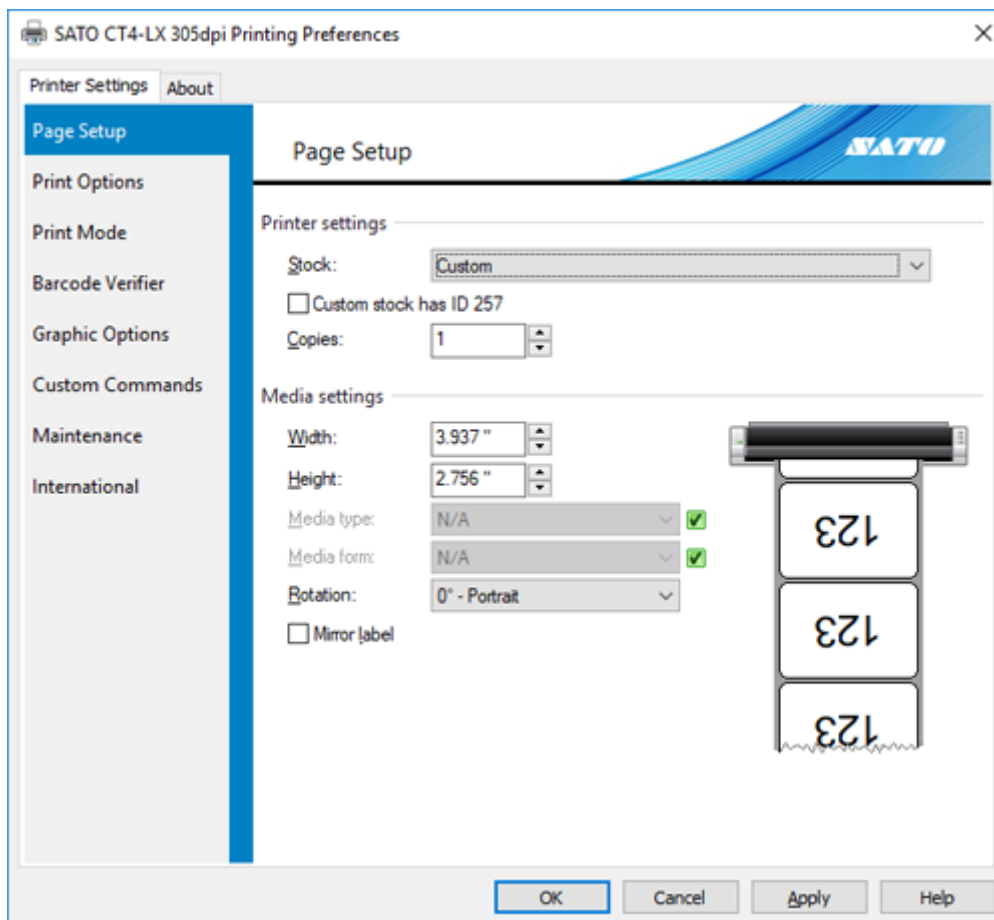 SATO CT4-LX 305dpi Printing Preferences
Printer Settings
About
Page Setup
Print Options
Print Mode
Barcode Verifier
Graphic Options
Custom Commands
Maintenance
International
Page Setup
SATO
Printer settings
Stock: Custom
Custom stock has ID 257
Copies: 1
Media settings
Width: 3.937 "
Height: 2.756 "
Media type: N/A
Media form: N/A
Rotation: 0° - Portrait
Mirror label
123
123
123
OK Cancel Apply Help